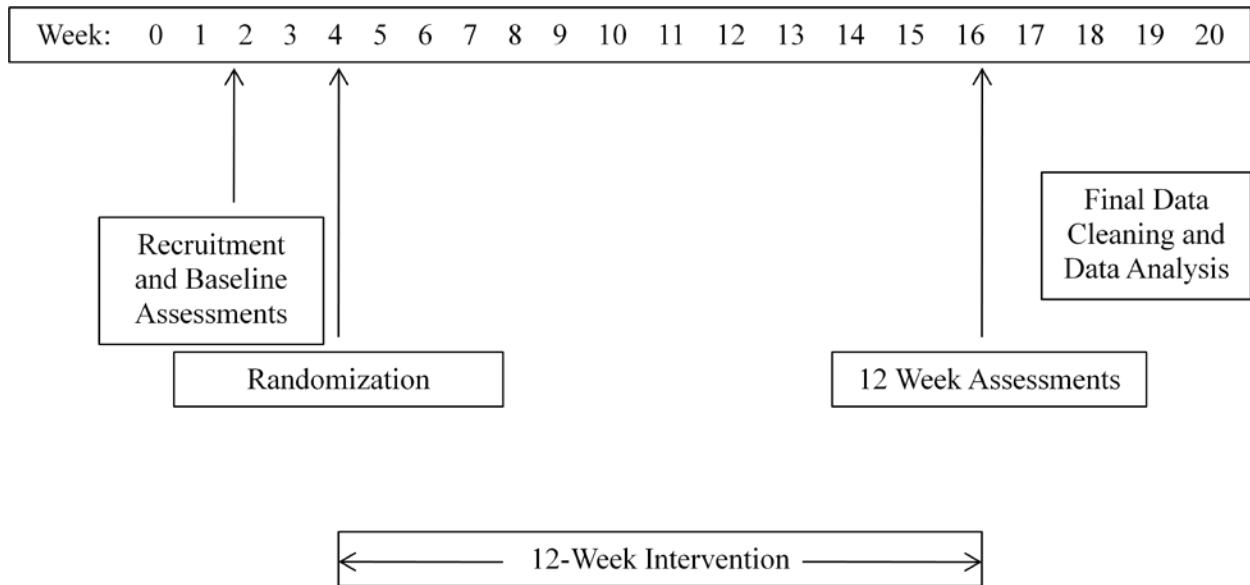 Week: 0 1 2 3 4 5 6 7 8 9 10 11 12 13 14 15 16 17 18 19 20
Recruitment
and Baseline
Assessments
Final Data
Cleaning and
Data Analysis
Randomization
12 Week Assessments
12-Week Intervention